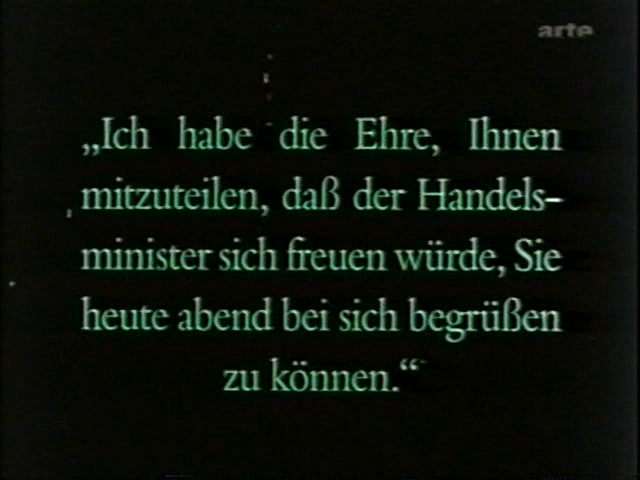 arte
„Ich habe die Ehre, Ihnen
mitzuteilen, daß der Handels-
minister sich freuen würde, Sie
heute abend bei sich begrüßen
zu können.“